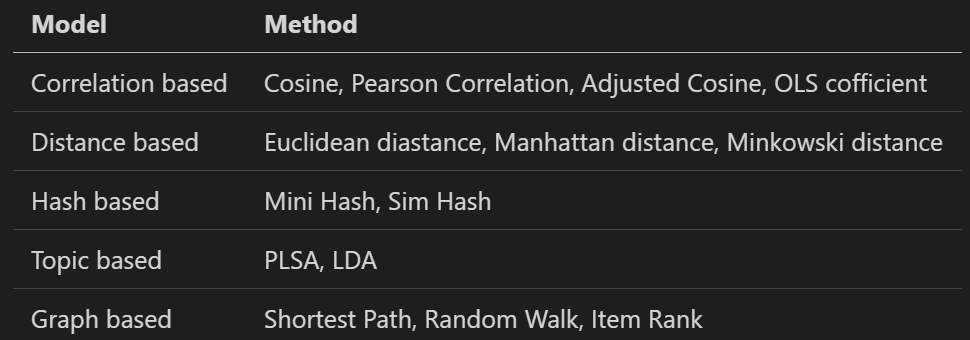 Model Method
Correlation based Cosine, Pearson Correlation, Adjusted Cosine, OLS cofficient
Distance based Euclidean diastance, Manhattan distance, Minkowski distance
Hash based Mini Hash, Sim Hash
Topic based PLSA, LDA
Graph based Shortest Path, Random Walk, Item Rank